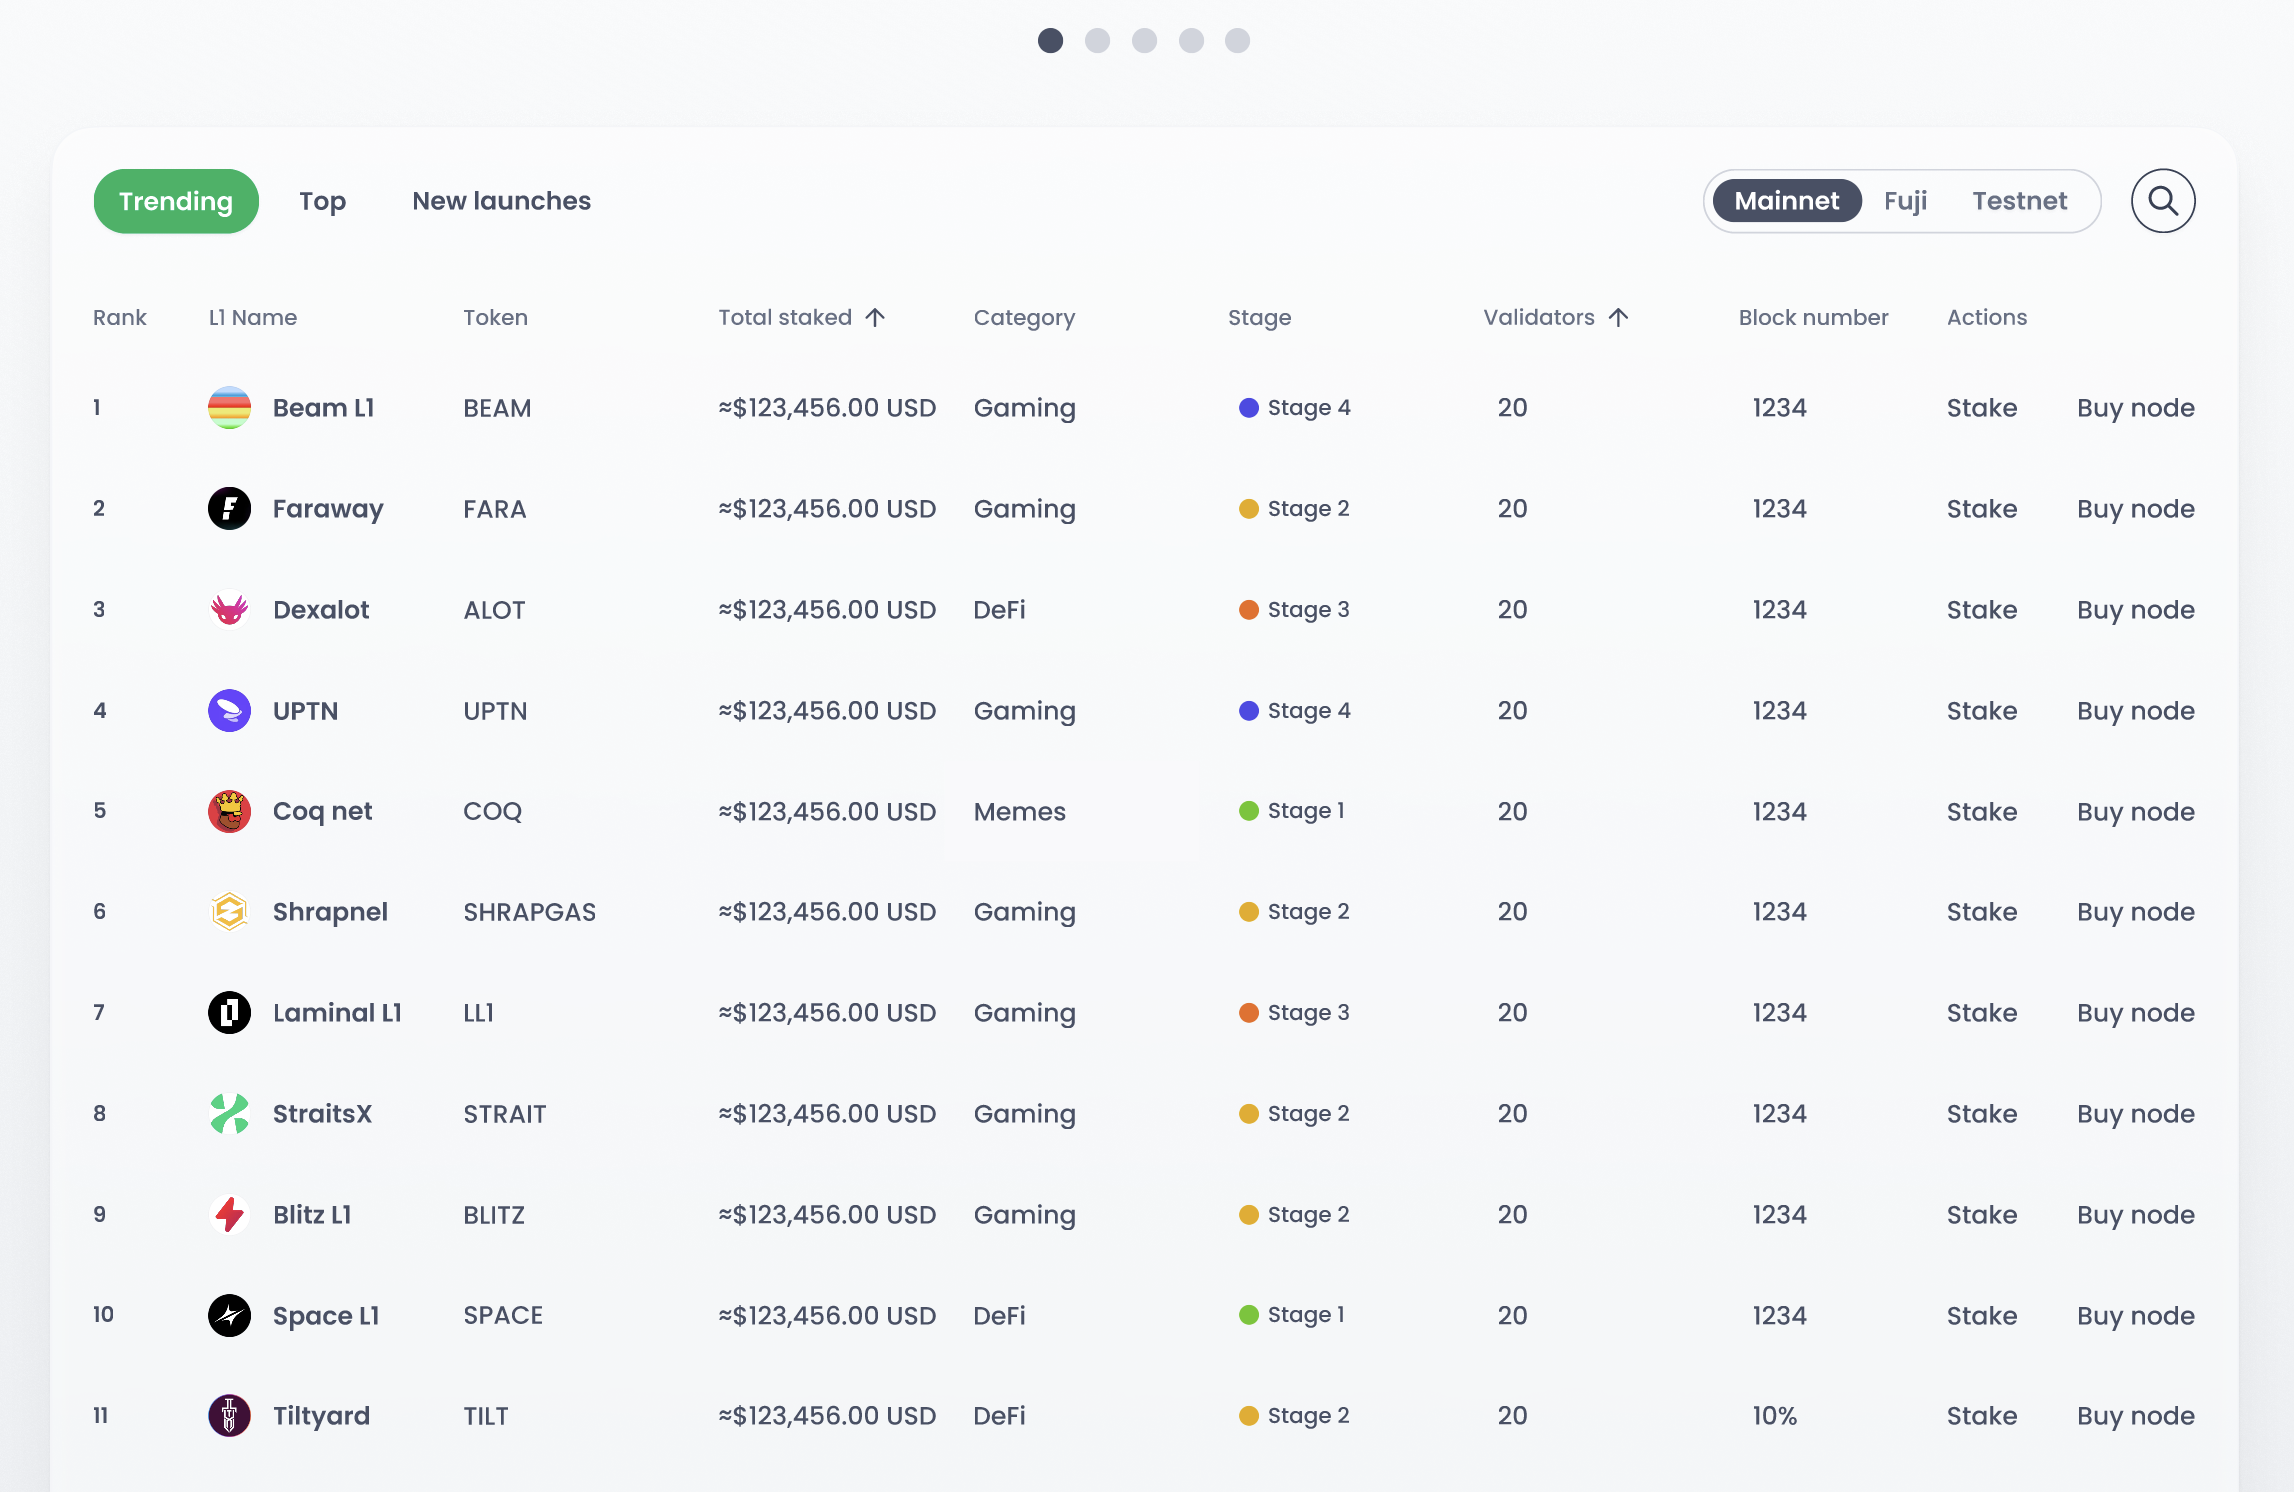 Trending Top New launches Mainnet Fuji Testnet
Rank L1 Name Token Total staked Category Stage Validators Block number Actions
1 Beam L1 BEAM ≈$123,456.00 USD Gaming Stage 4 20 1234 Stake Buy node
2 Faraway FARA ≈$123,456.00 USD Gaming Stage 2 20 1234 Stake Buy node
3 Dexalot ALOT ≈$123,456.00 USD DeFi Stage 3 20 1234 Stake Buy node
4 UPTN UPTN ≈$123,456.00 USD Gaming Stage 4 20 1234 Stake Buy node
5 Coq net COQ ≈$123,456.00 USD Memes Stage 1 20 1234 Stake Buy node
6 Shrapnel SHRAPGAS ≈$123,456.00 USD Gaming Stage 2 20 1234 Stake Buy node
7 Laminal L1 LL1 ≈$123,456.00 USD Gaming Stage 3 20 1234 Stake Buy node
8 StraitsX STRAIT ≈$123,456.00 USD Gaming Stage 2 20 1234 Stake Buy node
9 Blitz L1 BLITZ ≈$123,456.00 USD Gaming Stage 2 20 1234 Stake Buy node
10 Space L1 SPACE ≈$123,456.00 USD DeFi Stage 1 20 1234 Stake Buy node
11 Tiltyard TILT ≈$123,456.00 USD DeFi Stage 2 20 10% Stake Buy node